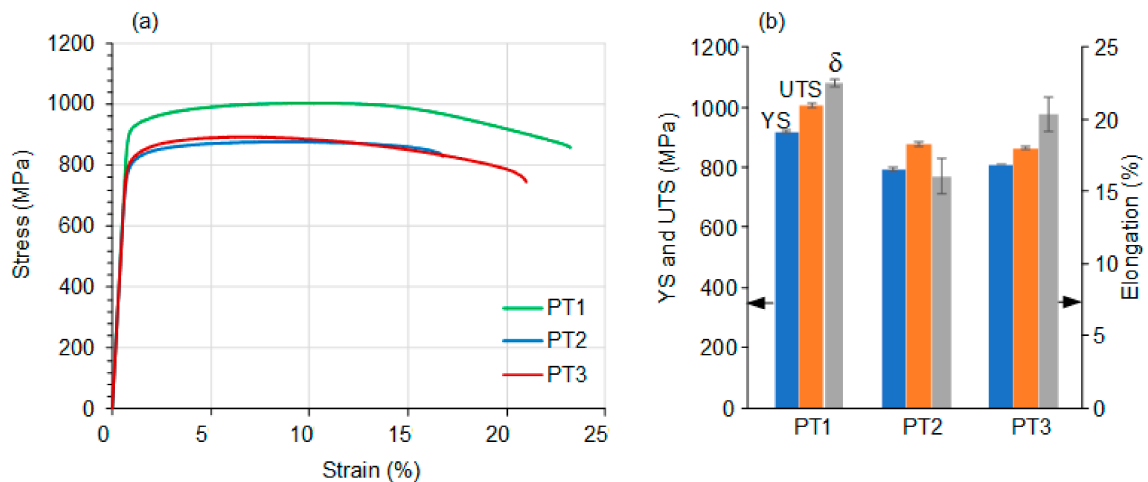 (a)
1200
1000
800
600
400
200
0
Stress (MPa)
0 5 10 15 20 25
Strain (%)
PT1
PT2
PT3
(b)
1200
1000
800
600
400
200
0
YS and UTS (MPa)
YS
UTS
δ
25
20
15
10
5
0
Elongation (%)
PT1 PT2 PT3